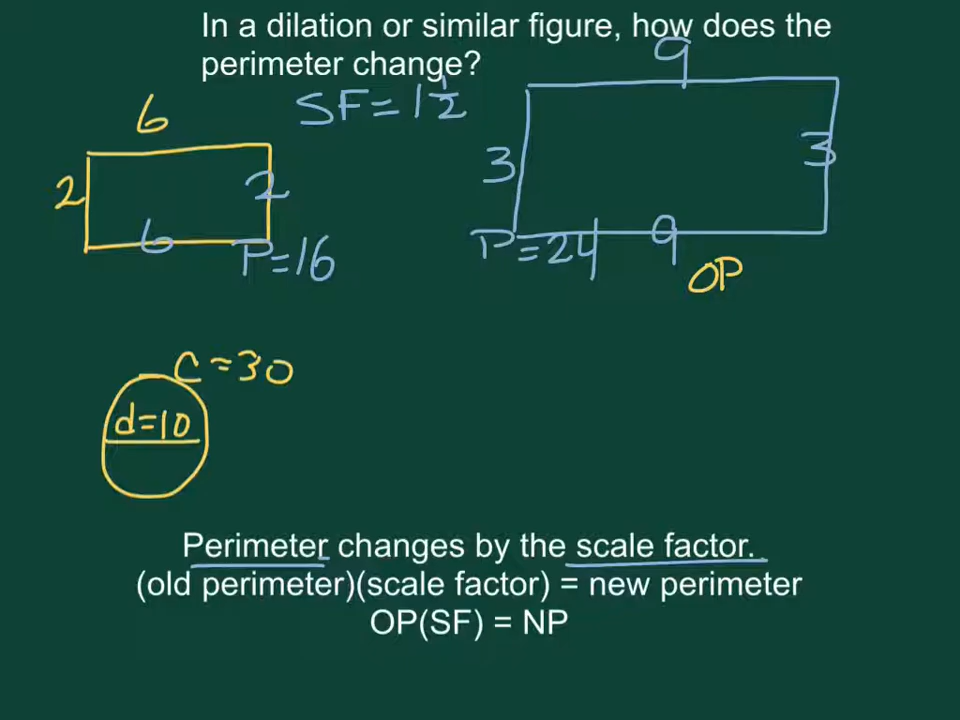 In a dilation or similar figure, how does the
perimeter change?
SF = 1 1/2
6
2
2
6
P=16
9
3
3
9
P=24
OP
C=30
d=10
Perimeter changes by the scale factor.
(old perimeter)(scale factor) = new perimeter
OP(SF) = NP